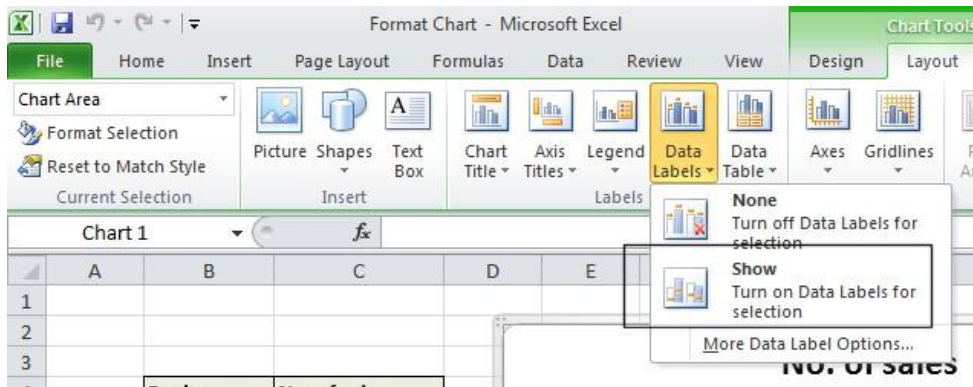 Format Chart - Microsoft Excel
Chart Tools
File Home Insert Page Layout Formulas Data Review View Design Layout
Chart Area
Format Selection
Reset to Match Style
Current Selection
Picture Shapes Text Box
Insert
Chart Title Axis Titles Legend Data Labels Data Table
Labels
Axes Gridlines
None
Turn off Data Labels for
selection
Show
Turn on Data Labels for
selection
More Data Label Options...
Chart 1 fx
A B C D E
1
2
3
No. of sales